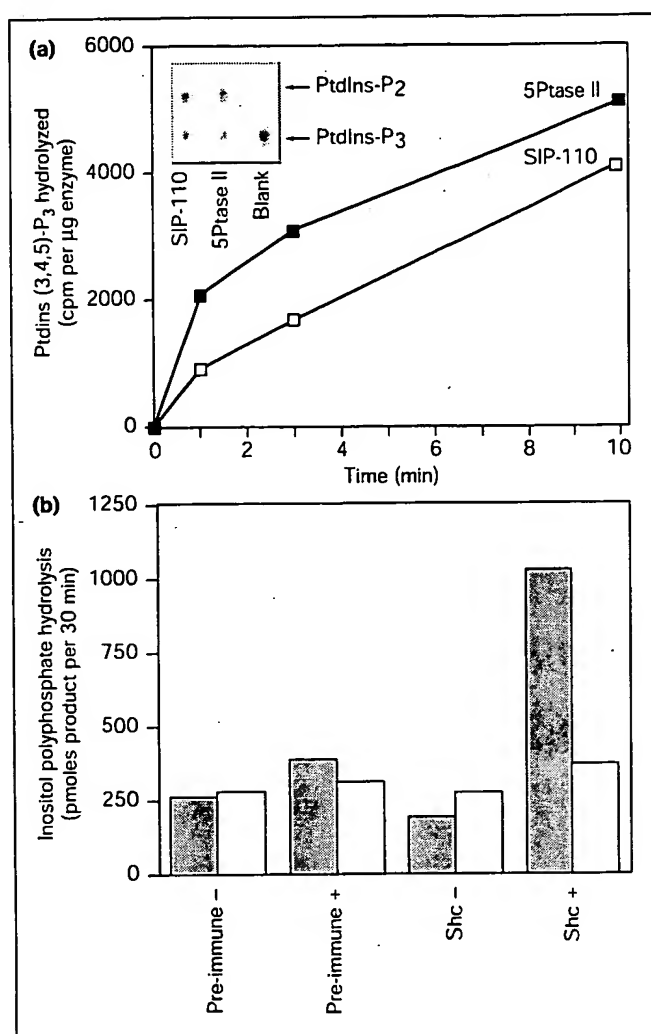 (a)
6000
4000
2000
0
Ptdins (3,4,5)-P3 hydrolyzed
(cpm per µg enzyme)
PtdIns-P2
PtdIns-P3
SIP-110
5Ptase II
Blank
5Ptase II
SIP-110
0
2
4
6
8
10
Time (min)
(b)
1250
1000
750
500
250
0
Inositol polyphosphate hydrolysis
(pmoles product per 30 min)
Pre-immune -
Pre-immune +
Shc -
Shc +